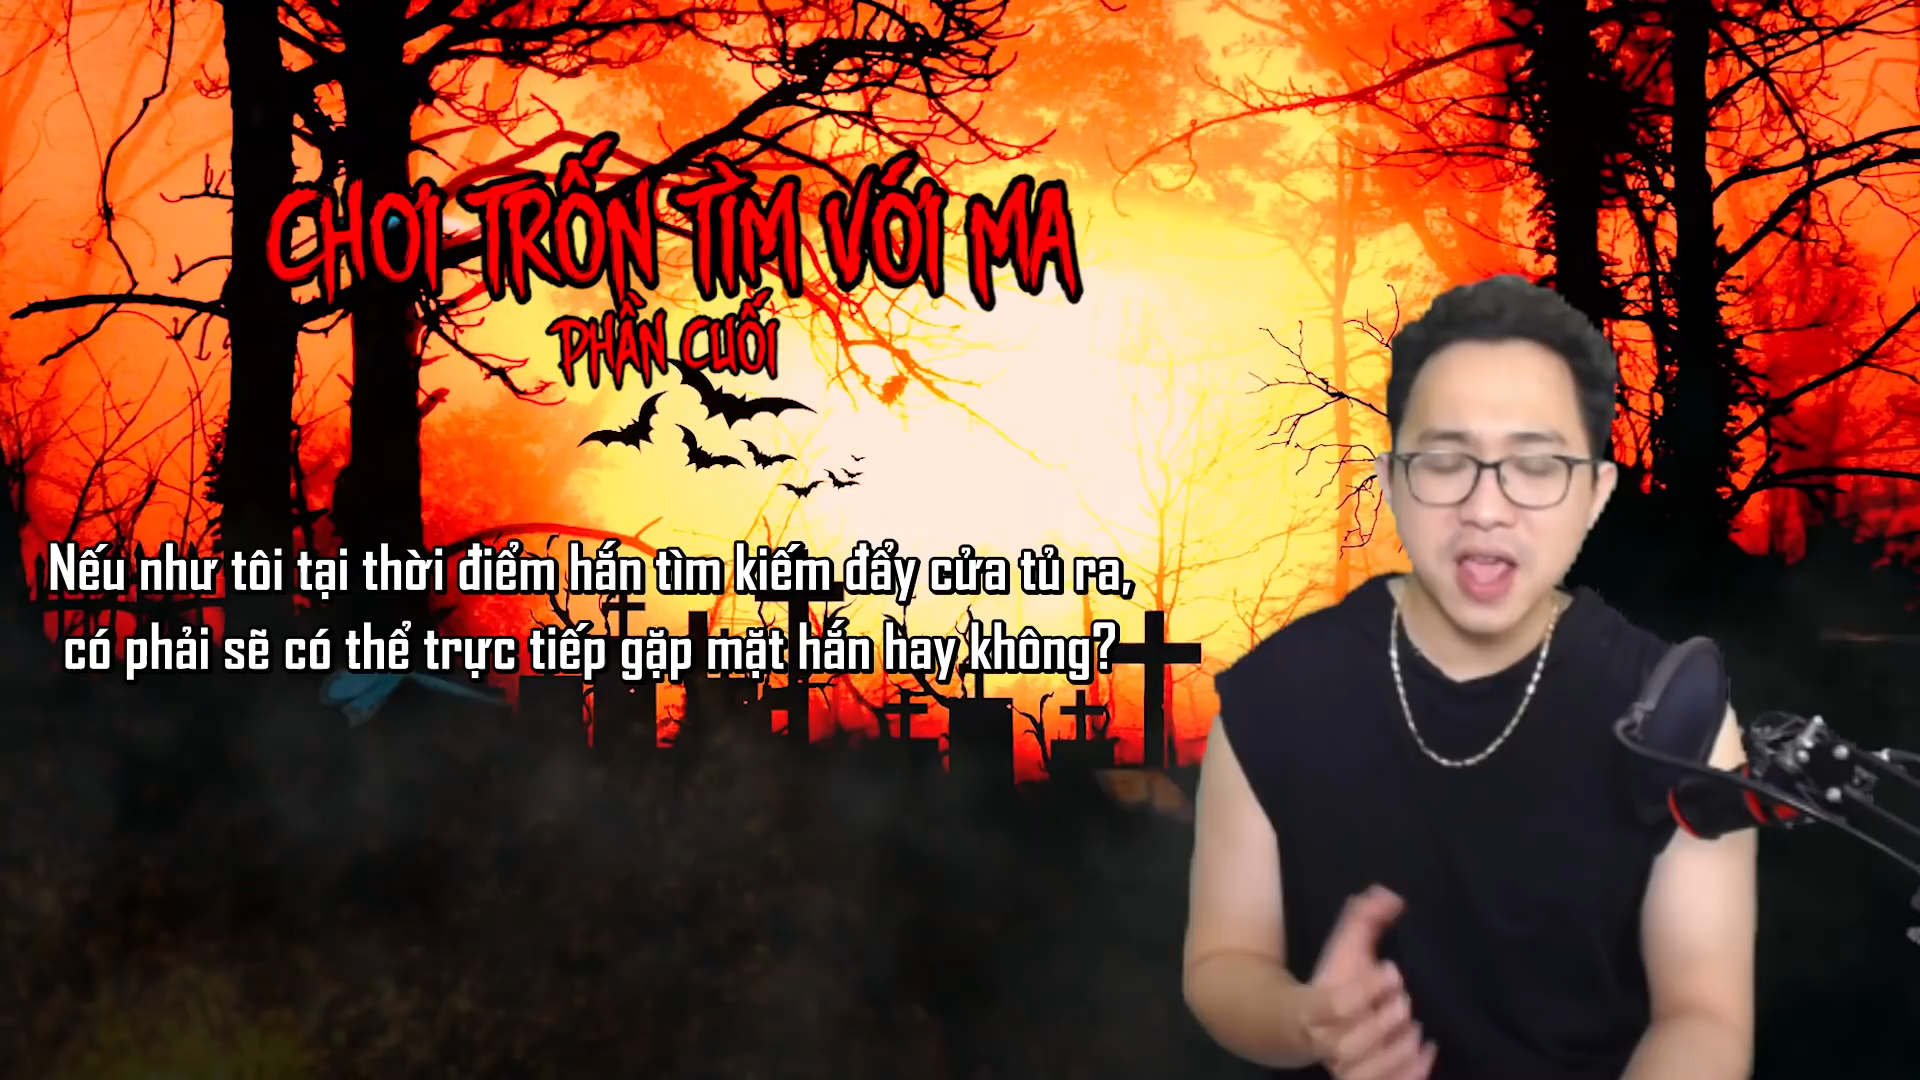 CHƠI TRỐN TÌM VỚI MA
PHẦN CUỐI
Nếu như tôi tại thời điểm hắn tìm kiếm đẩy cửa tủ ra,
có phải sẽ có thể trực tiếp gặp mặt hắn hay không?